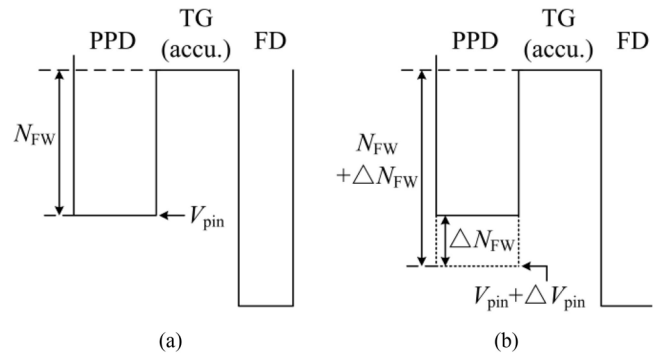 PPD TG (accu.) FD
N_FW
V_pin
(a)
PPD TG (accu.) FD
N_FW
+△N_FW
△N_FW
V_pin+△V_pin
(b)